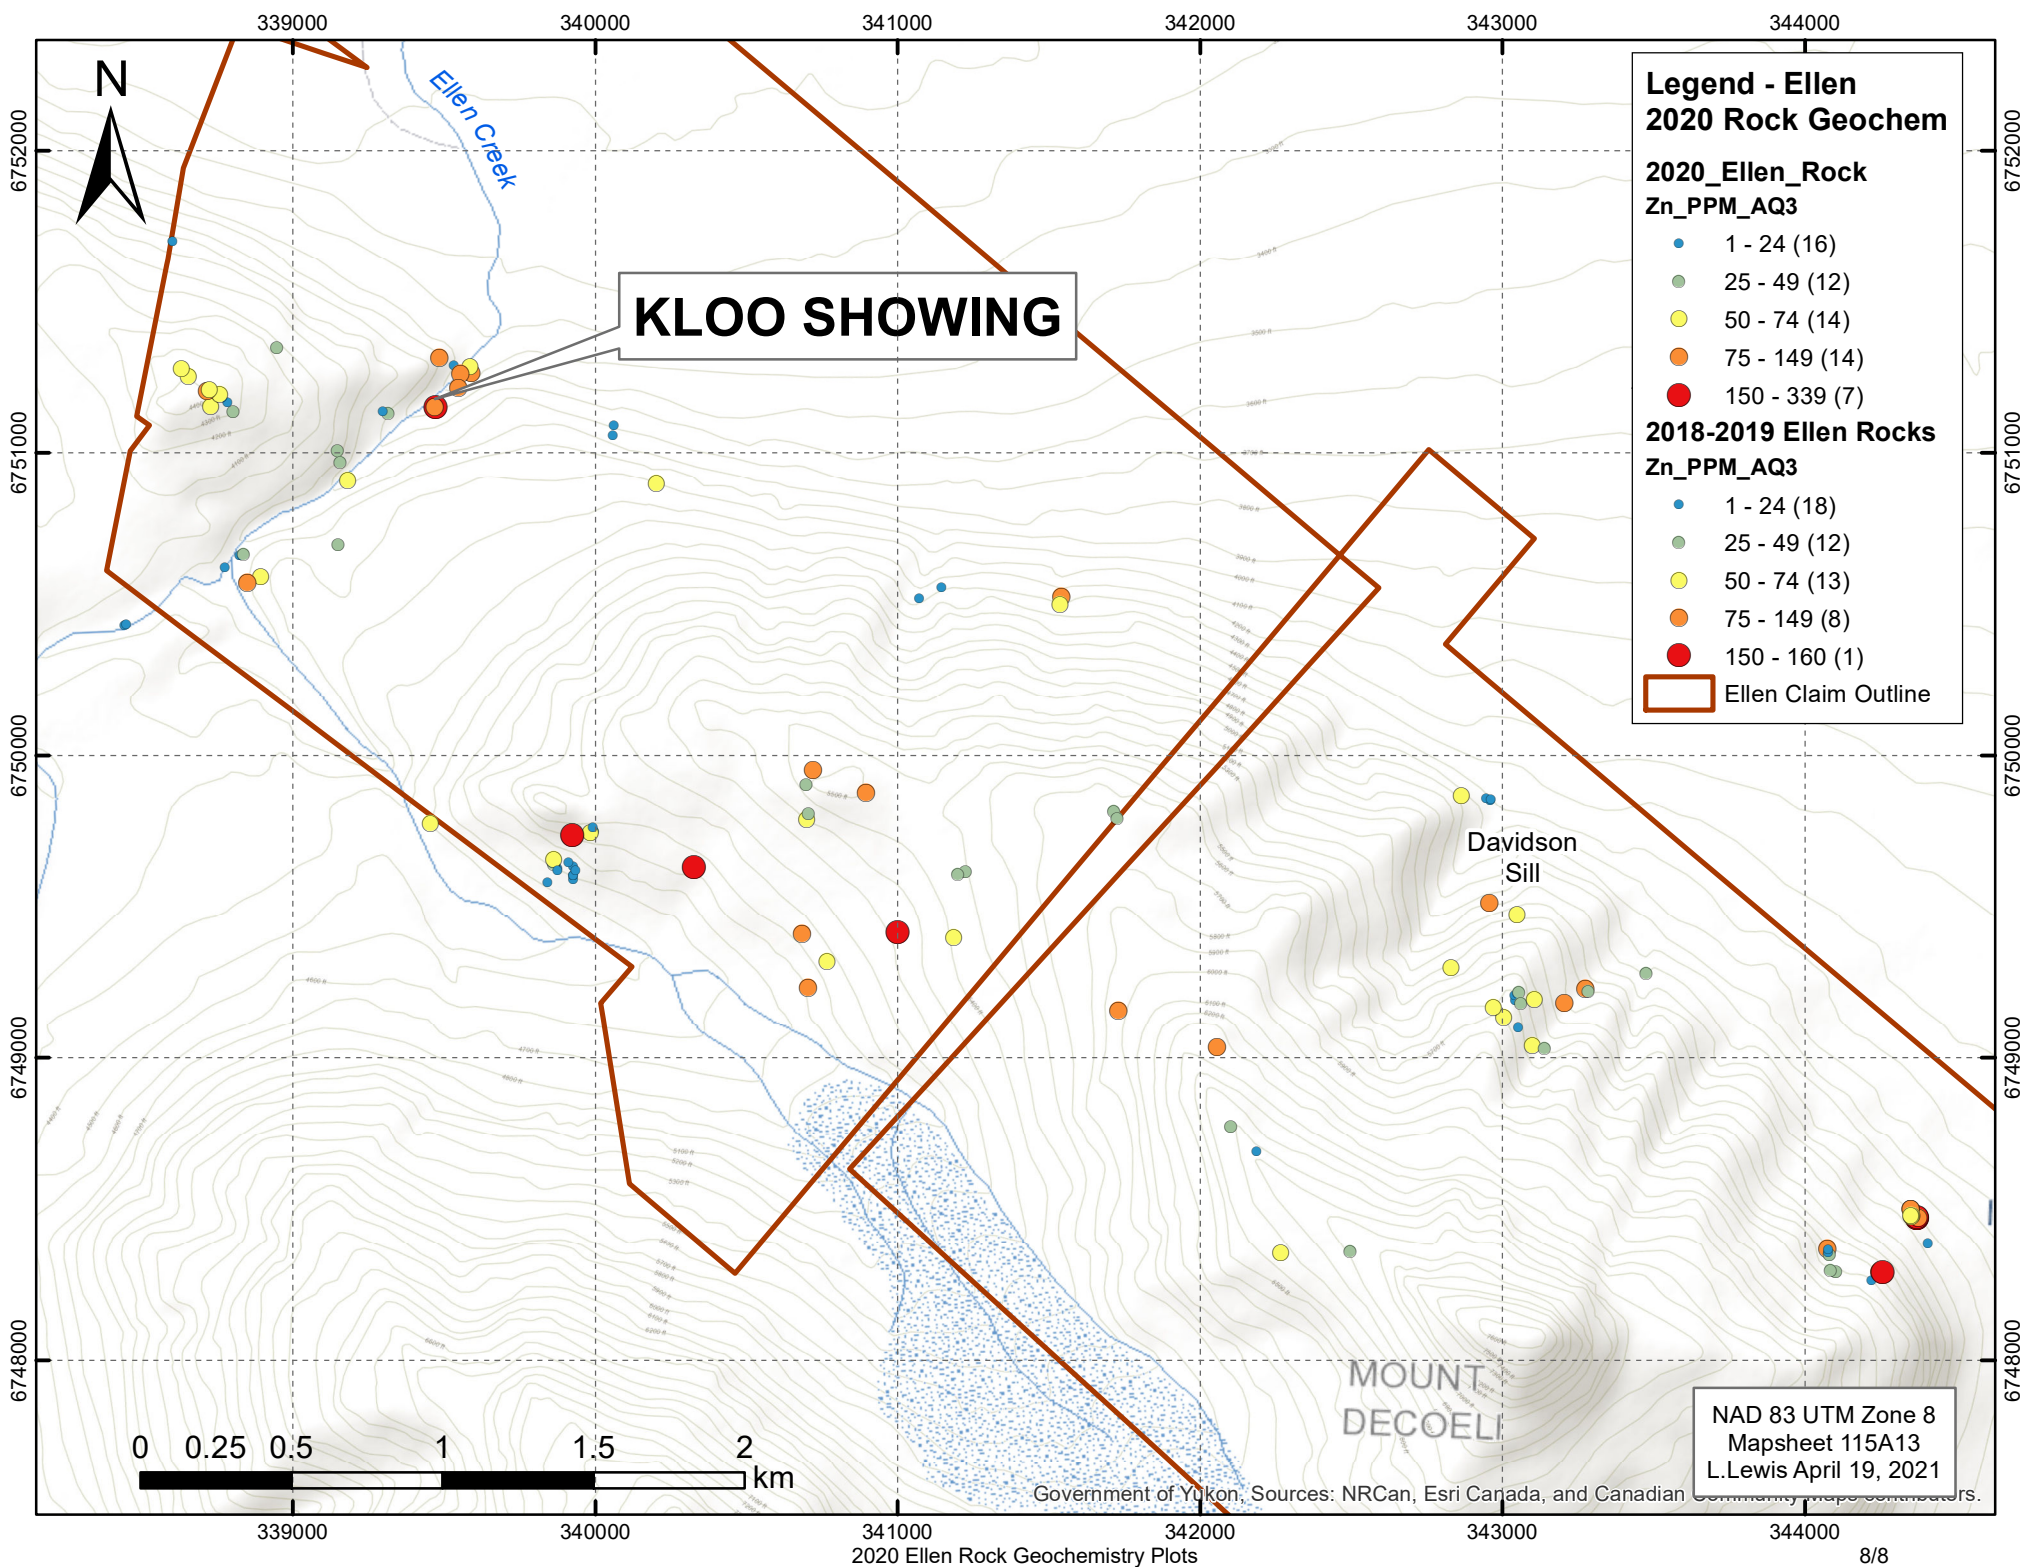 339000 340000 341000 342000 343000 344000
6752000 6752000
6751000 6751000
6750000 6750000
6749000 6749000
6748000 6748000
N
Ellen Creek
KLOO SHOWING
Legend - Ellen
2020 Rock Geochem
2020_Ellen_Rock
Zn_PPM_AQ3
1 - 24 (16)
25 - 49 (12)
50 - 74 (14)
75 - 149 (14)
150 - 339 (7)
2018-2019 Ellen Rocks
Zn_PPM_AQ3
1 - 24 (18)
25 - 49 (12)
50 - 74 (13)
75 - 149 (8)
150 - 160 (1)
Ellen Claim Outline
Davidson
Sill
MOUNT
DECOELI
0 0.25 0.5 1 1.5 2
km
NAD 83 UTM Zone 8
Mapsheet 115A13
L.Lewis April 19, 2021
Government of Yukon, Sources: NRCan, Esri Canada, and Canadian Community Maps contributors.
339000 340000 341000 342000 343000 344000
2020 Ellen Rock Geochemistry Plots
8/8